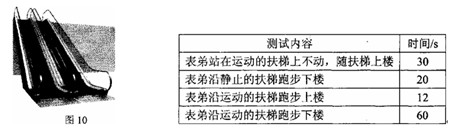 图10
测试内容 时间/s
表弟站在运动的扶梯上不动，随扶梯上楼 30
表弟沿静止的扶梯跑步下楼 20
表弟沿运动的扶梯跑步上楼 12
表弟沿运动的扶梯跑步下楼 60